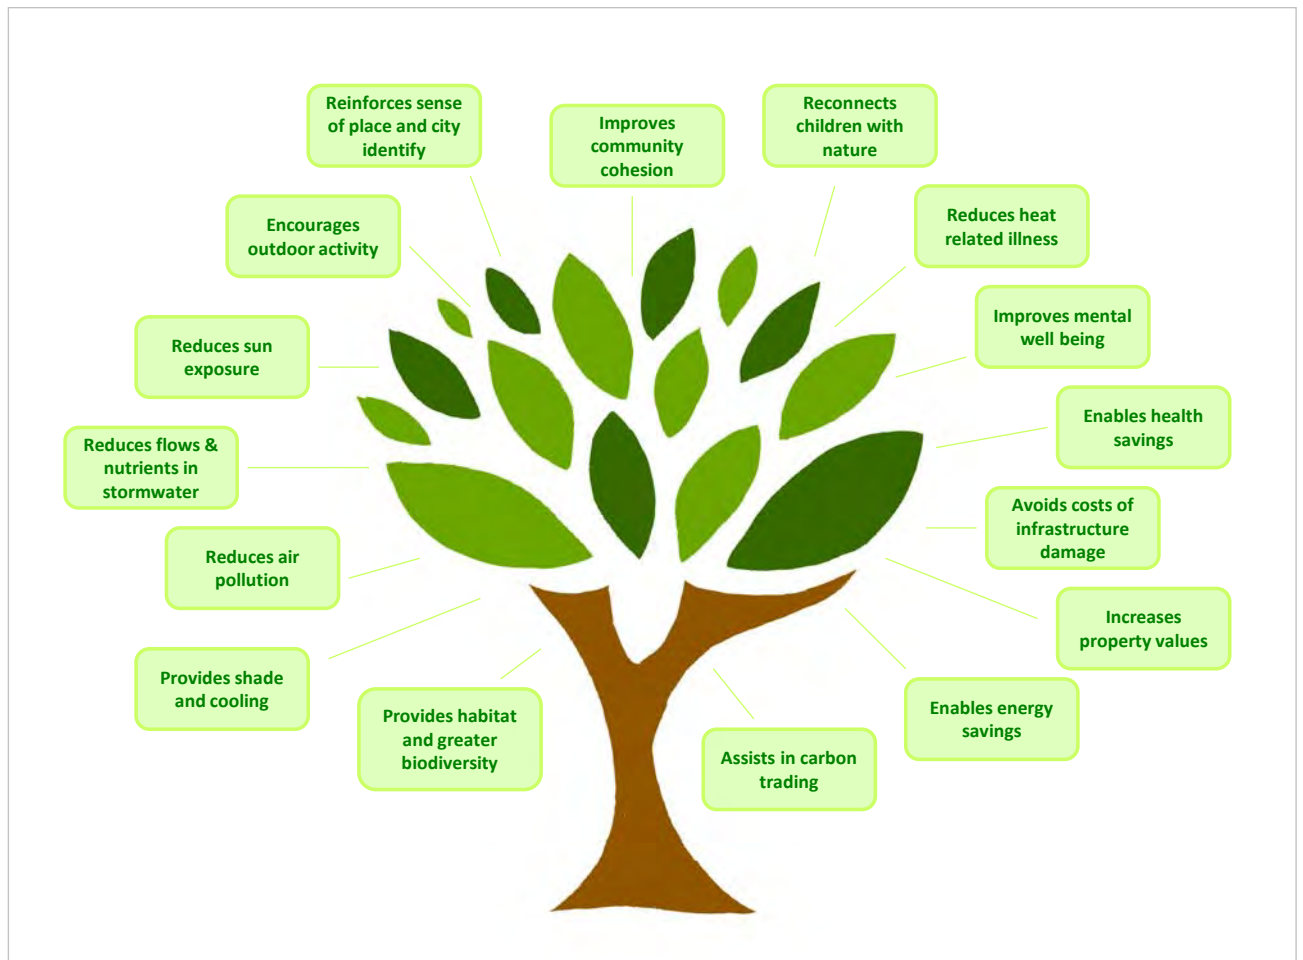 Reinforces sense
of place and city
identify
Improves
community
cohesion
Reconnects
children with
nature
Encourages
outdoor activity
Reduces heat
related illness
Reduces sun
exposure
Improves mental
well being
Reduces flows &
nutrients in
stormwater
Enables health
savings
Reduces air
pollution
Avoids costs of
infrastructure
damage
Provides shade
and cooling
Increases
property values
Provides habitat
and greater
biodiversity
Enables energy
savings
Assists in carbon
trading